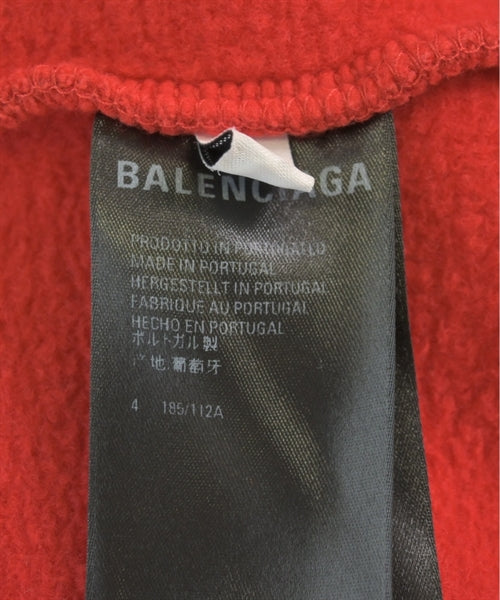 BALENCIAGA
PRODOTTO IN PORTOGALLO
MADE IN PORTUGAL
HERGESTELLT IN PORTUGAL
FABRIQUE AU PORTUGAL
HECHO EN PORTUGAL
ポルトガル製
产地葡萄牙
4 185/112A